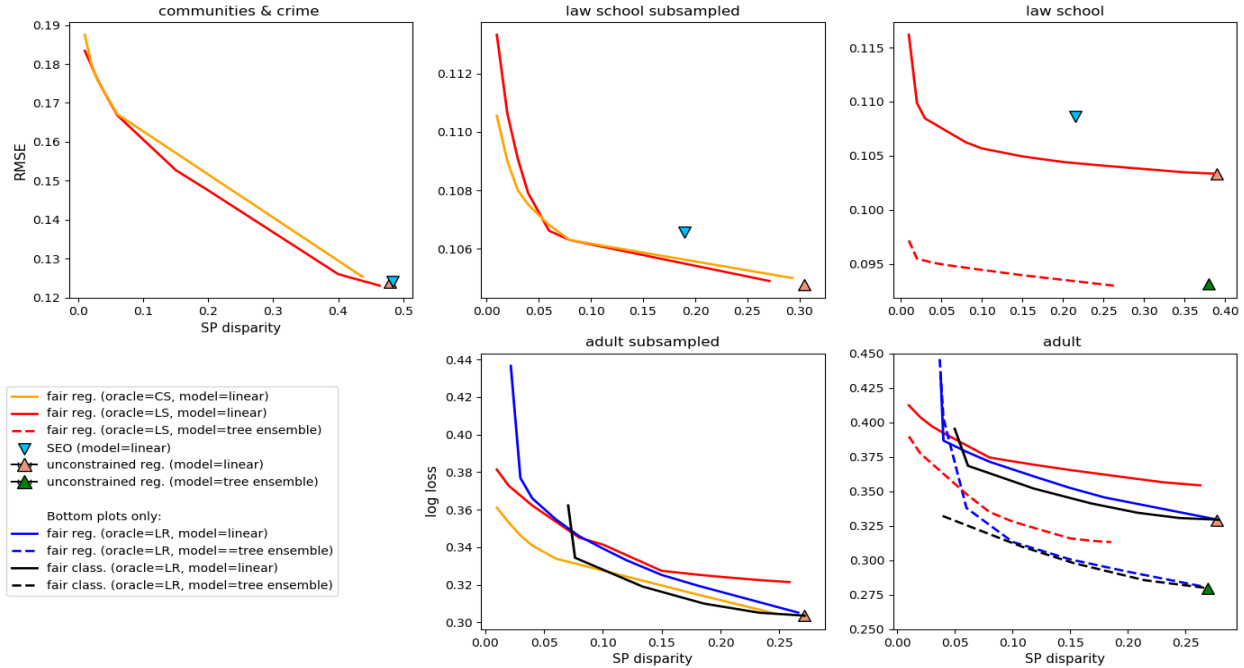 communities & crime
law school subsampled
law school
0.19
0.18
0.17
0.16
0.15
0.14
0.13
0.12
RMSE
0.0 0.1 0.2 0.3 0.4 0.5
SP disparity
0.112
0.110
0.108
0.106
0.00 0.05 0.10 0.15 0.20 0.25 0.30
0.115
0.110
0.105
0.100
0.095
0.00 0.05 0.10 0.15 0.20 0.25 0.30 0.35 0.40
fair reg. (oracle=CS, model=linear)
fair reg. (oracle=LS, model=linear)
fair reg. (oracle=LS, model=tree ensemble)
SEO (model=linear)
unconstrained reg. (model=linear)
unconstrained reg. (model=tree ensemble)
Bottom plots only:
fair reg. (oracle=LR, model=linear)
fair reg. (oracle=LR, model==tree ensemble)
fair class. (oracle=LR, model=linear)
fair class. (oracle=LR, model=tree ensemble)
adult subsampled
0.44
0.42
0.40
0.38
0.36
0.34
0.32
0.30
log loss
0.00 0.05 0.10 0.15 0.20 0.25
SP disparity
adult
0.450
0.425
0.400
0.375
0.350
0.325
0.300
0.275
0.250
0.00 0.05 0.10 0.15 0.20 0.25
SP disparity